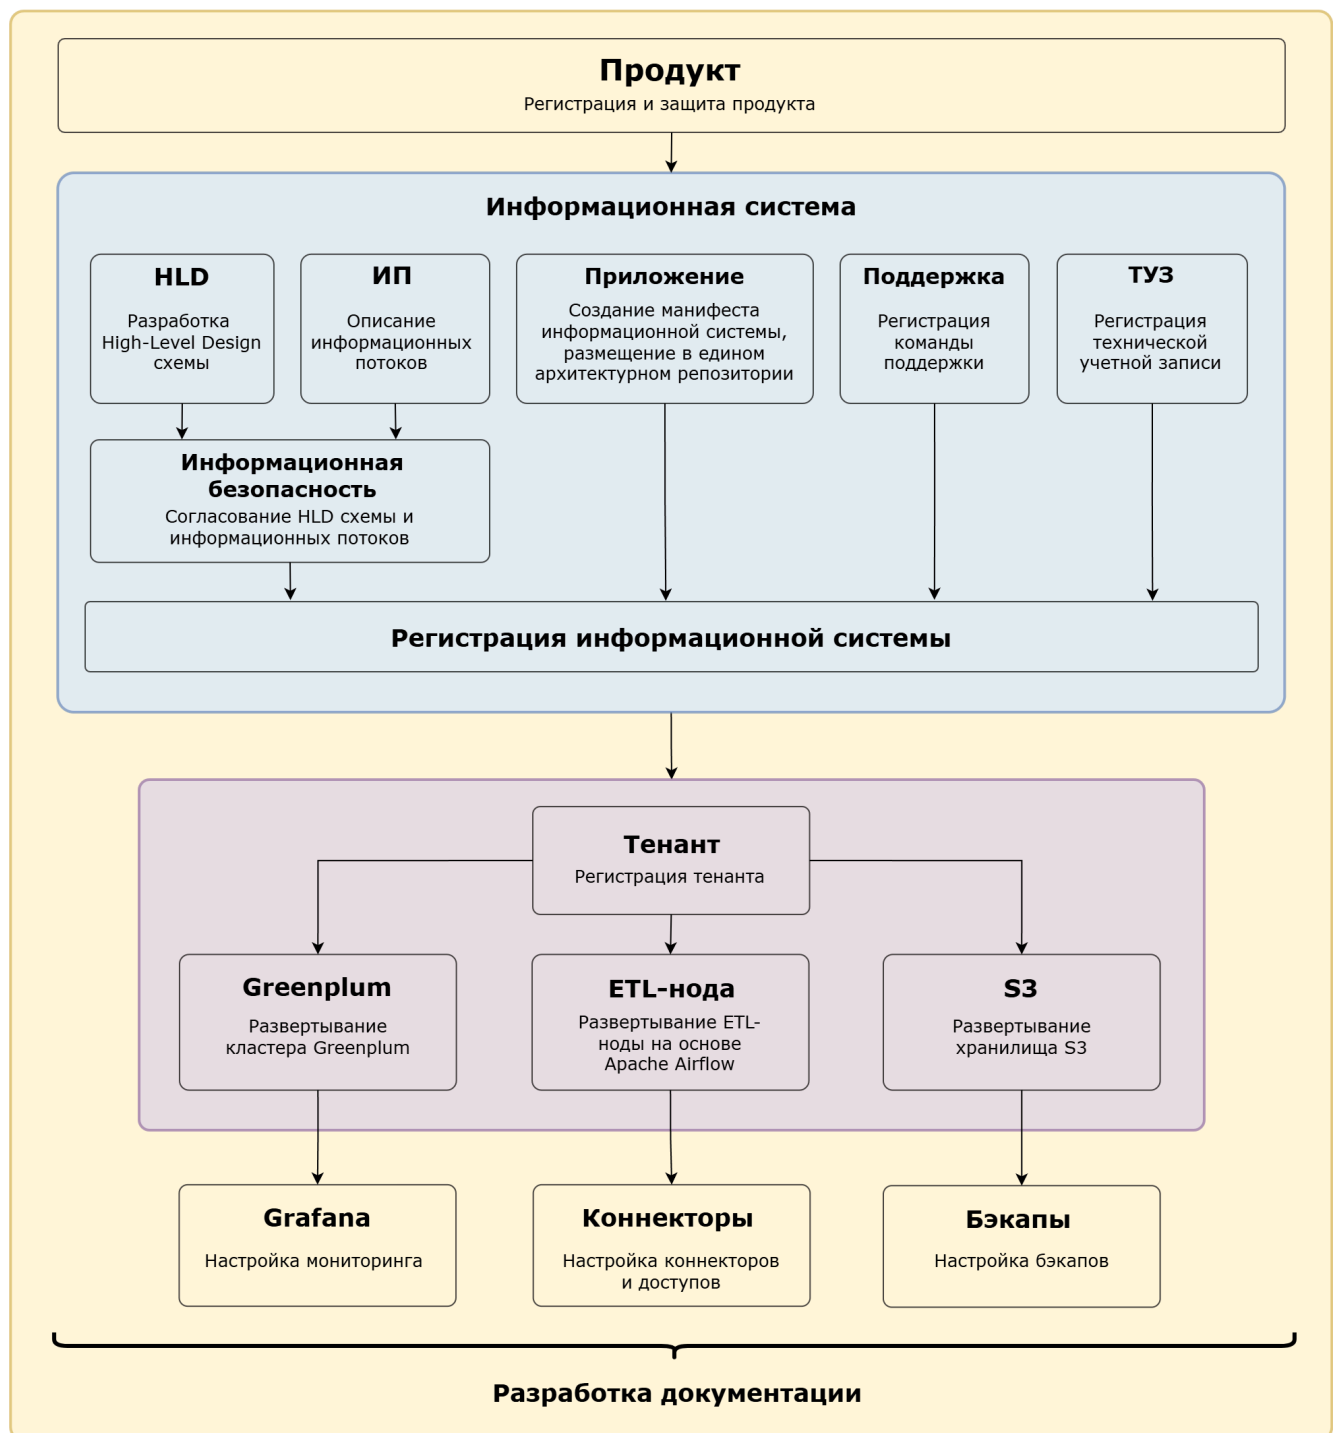 Продукт
Регистрация и защита продукта
Информационная система
HLD
Разработка
High-Level Design
схемы
ИП
Описание
информационных
потоков
Приложение
Создание манифеста
информационной системы,
размещение в едином
архитектурном репозитории
Поддержка
Регистрация
команды
поддержки
ТУЗ
Регистрация
технической
учетной записи
Информационная
безопасность
Согласование HLD схемы и
информационных потоков
Регистрация информационной системы
Тенант
Регистрация тенанта
Greenplum
Развертывание
кластера Greenplum
ETL-нода
Развертывание ETL-
ноды на основе
Apache Airflow
S3
Развертывание
хранилища S3
Grafana
Настройка мониторинга
Коннекторы
Настройка коннекторов
и доступов
Бэкапы
Настройка бэкапов
Разработка документации